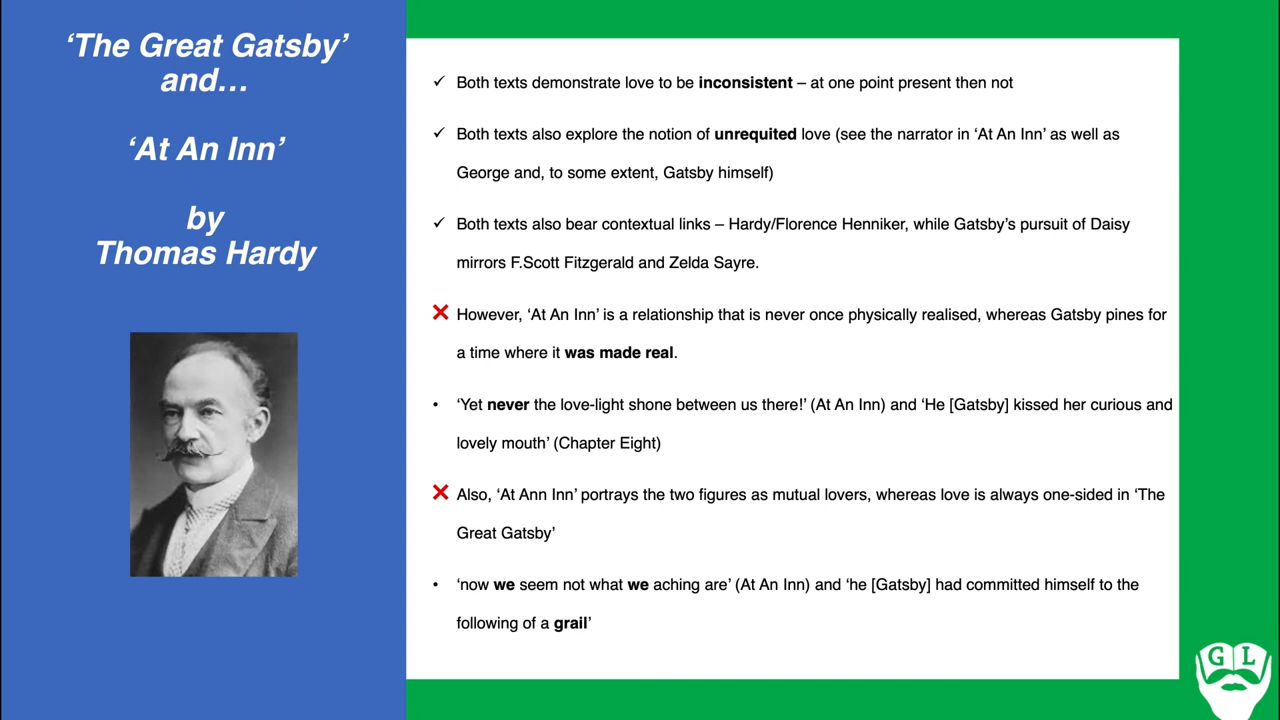 ‘The Great Gatsby’
and…
‘At An Inn’
by
Thomas Hardy
✓ Both texts demonstrate love to be inconsistent – at one point present then not
✓ Both texts also explore the notion of unrequited love (see the narrator in ‘At An Inn’ as well as
George and, to some extent, Gatsby himself)
✓ Both texts also bear contextual links – Hardy/Florence Henniker, while Gatsby’s pursuit of Daisy
mirrors F.Scott Fitzgerald and Zelda Sayre.
❌ However, ‘At An Inn’ is a relationship that is never once physically realised, whereas Gatsby pines for
a time where it was made real.
• ‘Yet never the love-light shone between us there!’ (At An Inn) and ‘He [Gatsby] kissed her curious and
lovely mouth’ (Chapter Eight)
❌ Also, ‘At Ann Inn’ portrays the two figures as mutual lovers, whereas love is always one-sided in ‘The
Great Gatsby’
• ‘now we seem not what we aching are’ (At An Inn) and ‘he [Gatsby] had committed himself to the
following of a grail’
G L